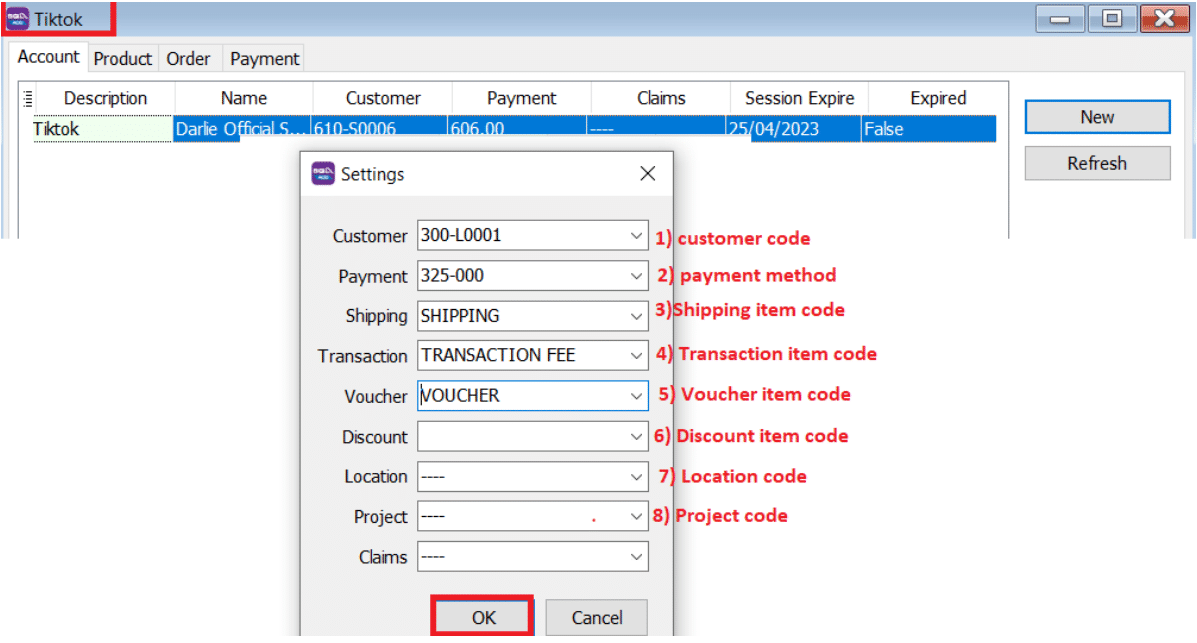 Tiktok
Account Product Order Payment
Description Name Customer Payment Claims Session Expire Expired
Tiktok Darlie Official S... 610-S0006 606.00 ---- 25/04/2023 False
New
Refresh
Settings
Customer 300-L0001 1) customer code
Payment 325-000 2) payment method
Shipping SHIPPING 3)Shipping item code
Transaction TRANSACTION FEE 4) Transaction item code
Voucher VOUCHER 5) Voucher item code
Discount 6) Discount item code
Location ---- 7) Location code
Project ---- . 8) Project code
Claims ----
OK Cancel